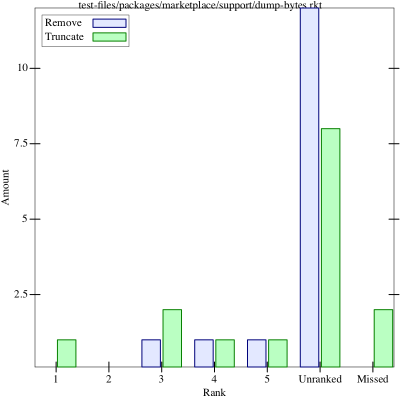 test-files/packages/marketplace/support/dump-bytes.rkt
Remove
Truncate
10
7.5
5
2.5
Amount
1 2 3 4 5 Unranked Missed
Rank